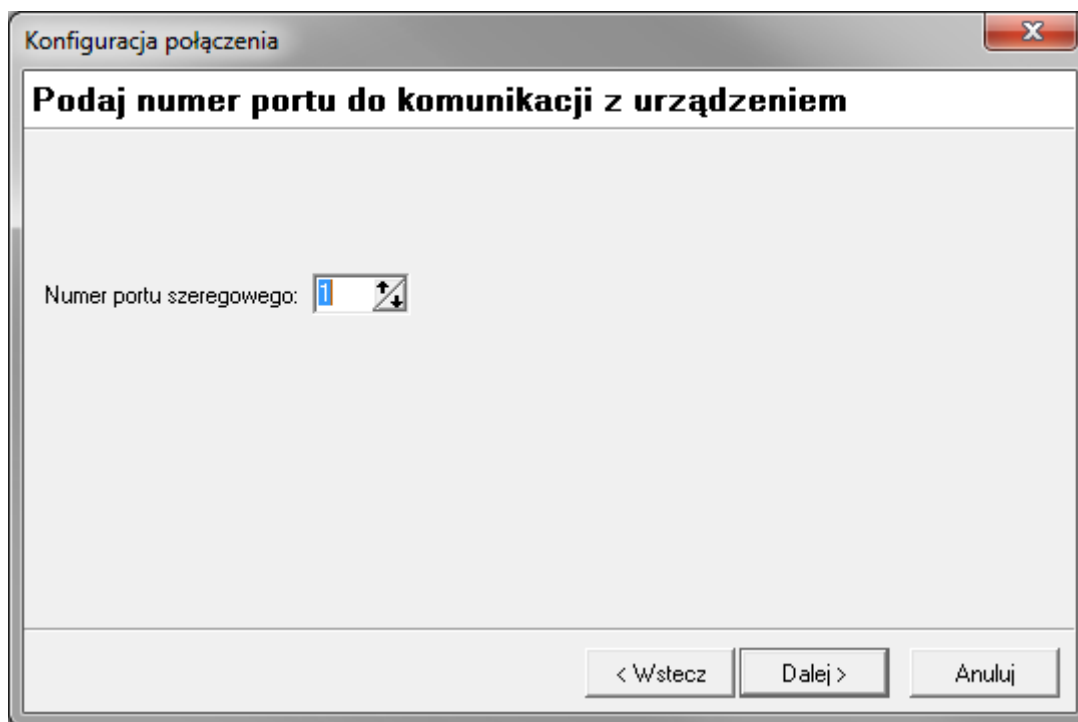 Konfiguracja połączenia
Podaj numer portu do komunikacji z urządzeniem
Numer portu szeregowego: 1
< Wstecz Dalej > Anuluj